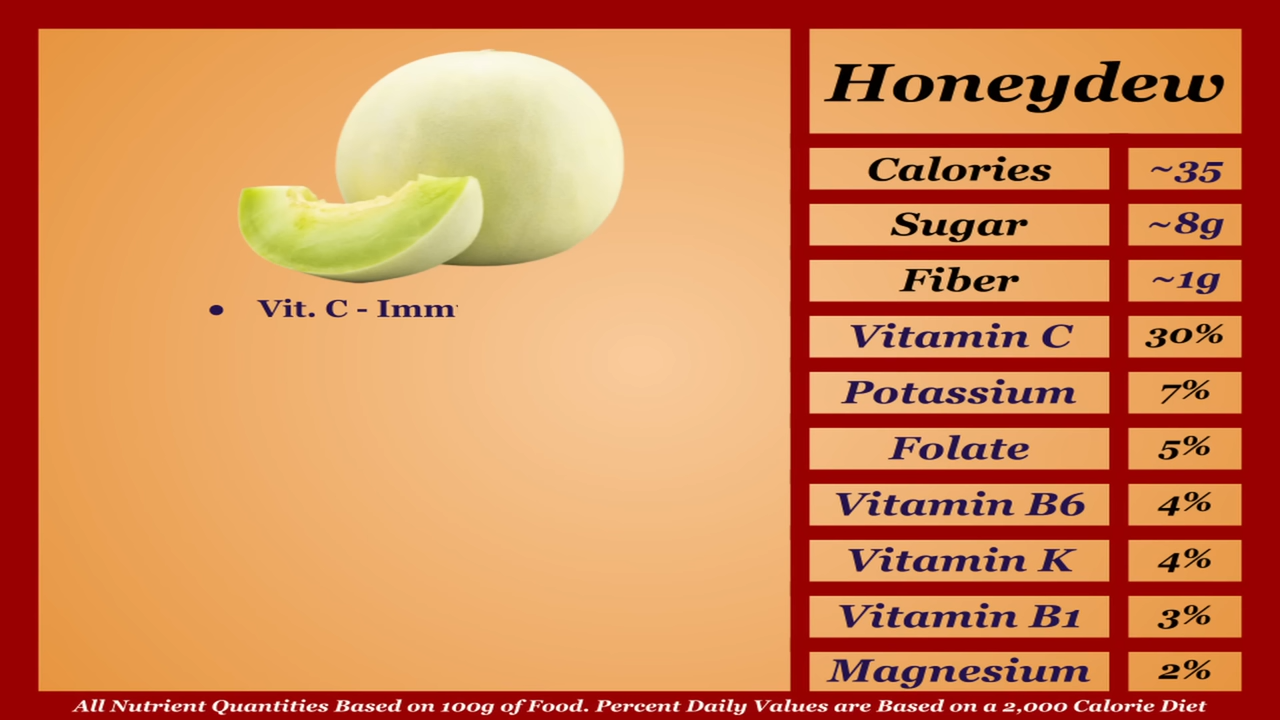 Honeydew
Calories ~35
Sugar ~8g
Fiber ~1g
Vitamin C 30%
Potassium 7%
Folate 5%
Vitamin B6 4%
Vitamin K 4%
Vitamin B1 3%
Magnesium 2%
• Vit. C - Imm
All Nutrient Quantities Based on 100g of Food. Percent Daily Values are Based on a 2,000 Calorie Diet